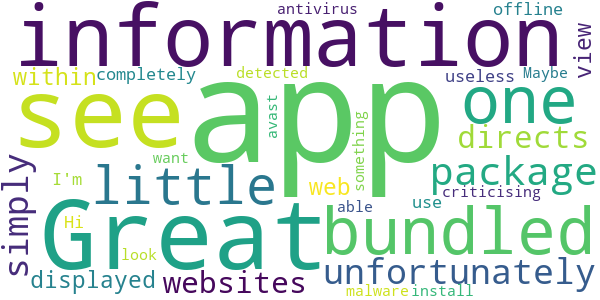 information
antivirus
offline
view
within
completely
detected
useless
Maybe
see
app
avast
something
one
directs
simply
I'm
want
little
web
package
criticising
able
use
Great
Hi
look
bundled
displayed
websites
unfortunately
malware
install